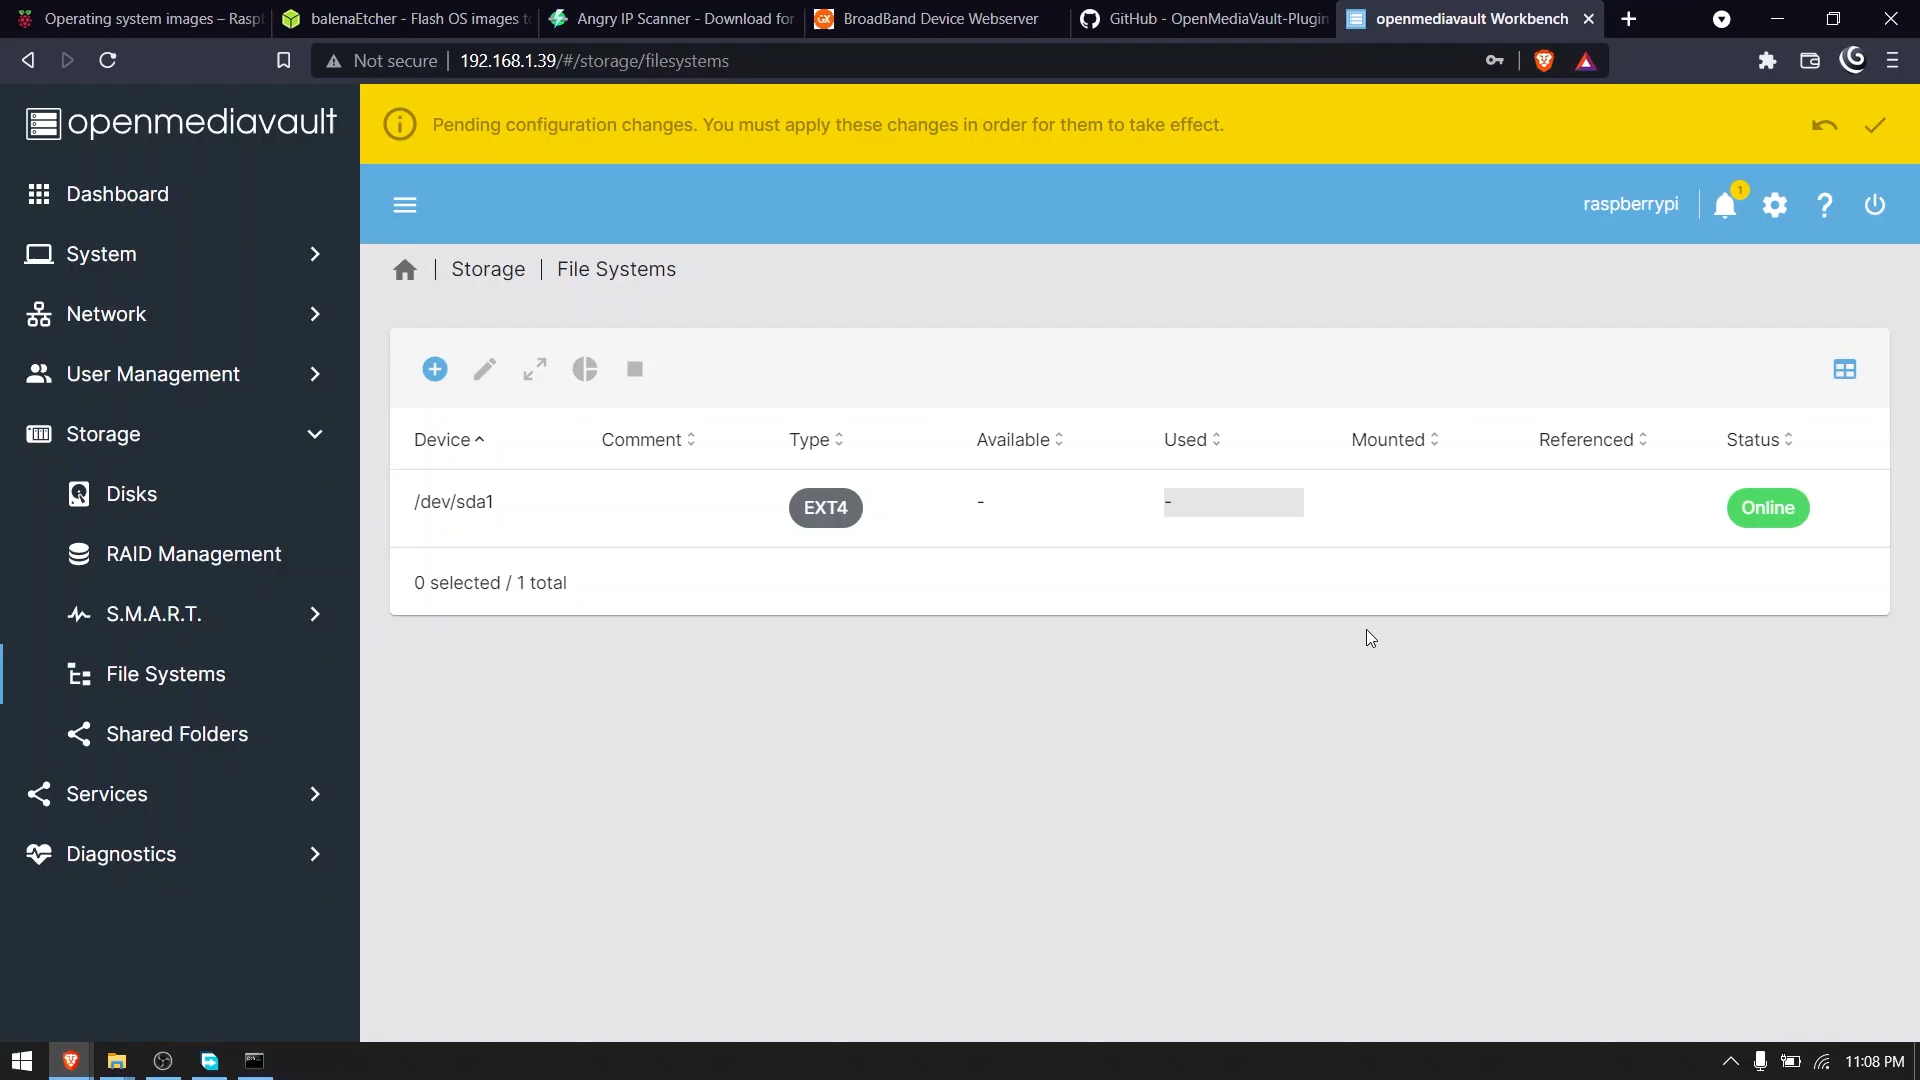 Operating system images – Raspl
balenaEtcher - Flash OS images to
Angry IP Scanner - Download for
BroadBand Device Webserver
GitHub - OpenMediaVault-Plugin
openmediavault Workbench
Not secure
192.168.1.39/#/storage/filesystems
openmediavault
Pending configuration changes. You must apply these changes in order for them to take effect.
Dashboard
System
Network
User Management
Storage
Disks
RAID Management
S.M.A.R.T.
File Systems
Shared Folders
Services
Diagnostics
raspberrypi
1
Storage | File Systems
Device Comment Type Available Used Mounted Referenced Status
/dev/sda1 EXT4 - - Online
0 selected / 1 total
11:08 PM